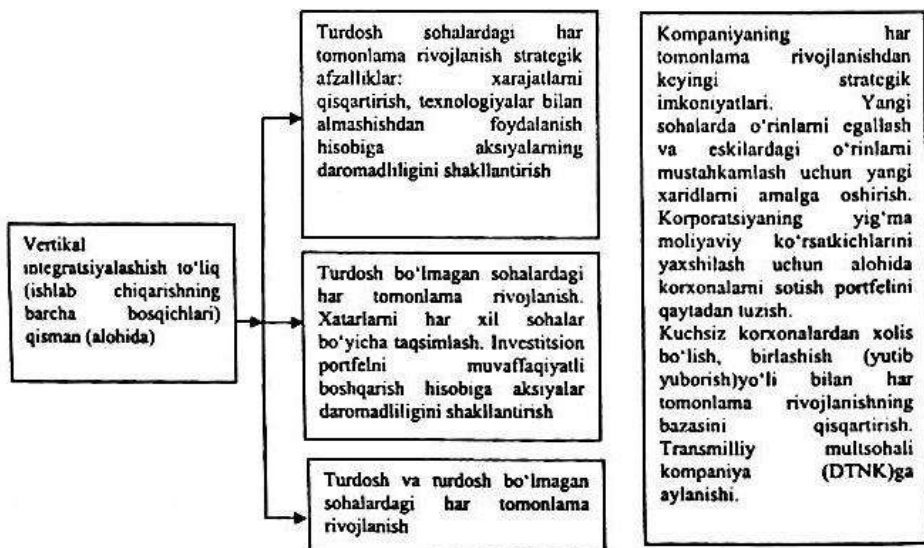 Turdosh sohalardagi har
tomonlama rivojlanish strategik
afzalliklar: xarajatlarni
qisqartirish, texnologiyalar bilan
almashishdan foydalanish
hisobiga aksiyalarning
daromadliligini shakllantirish
Vertikal
integratsiyalashish to‘liq
(ishlab chiqarishning
barcha bosqichlari)
qisman (alohida)
Turdosh bo‘lmagan sohalardagi
har tomonlama rivojlanish.
Xatarlarni har xil sohalar
bo‘yicha taqsimlash. Investitsion
portfelni muvaffaqiyatli
boshqarish hisobiga aksiyalar
daromadliligini shakllantirish
Turdosh va turdosh bo‘lmagan
sohalardagi har tomonlama
rivojlanish
Kompaniyaning har
tomonlama rivojlanishdan
keyingi strategik
imkoniyatlari. Yangi
sohalarda o‘rinlarni egallash
va eskilardagi o‘rinlarni
mustahkamlash uchun yangi
xaridlarni amalga oshirish.
Korporatsiyaning yig‘ma
moliyaviy ko‘rsatkichlarini
yaxshilash uchun alohida
korxonalarni sotish portfelini
qaytadan tuzish.
Kuchsiz korxonalardan xolis
bo‘lish, birlashish (yutib
yuborish)yo‘li bilan har
tomonlama rivojlanishning
bazasini qisqartirish.
Transmilliy multsohali
kompaniya (DTNK)ga
aylanishi.